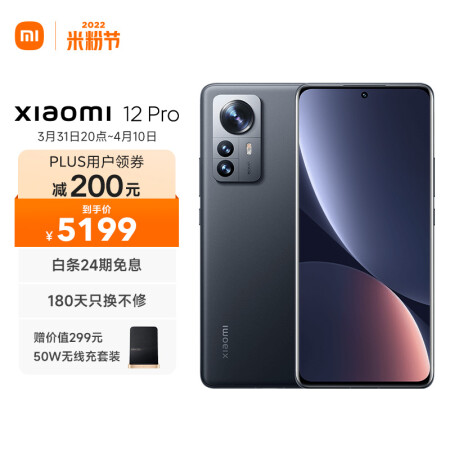 mi
2022
米粉节
XIAOMI 12 Pro
3月31日20点~4月10日
PLUS用户领券
减200元
到手价
¥5199
白条24期免息
180天只换不修
赠价值299元
50W无线充套装
xiaomi